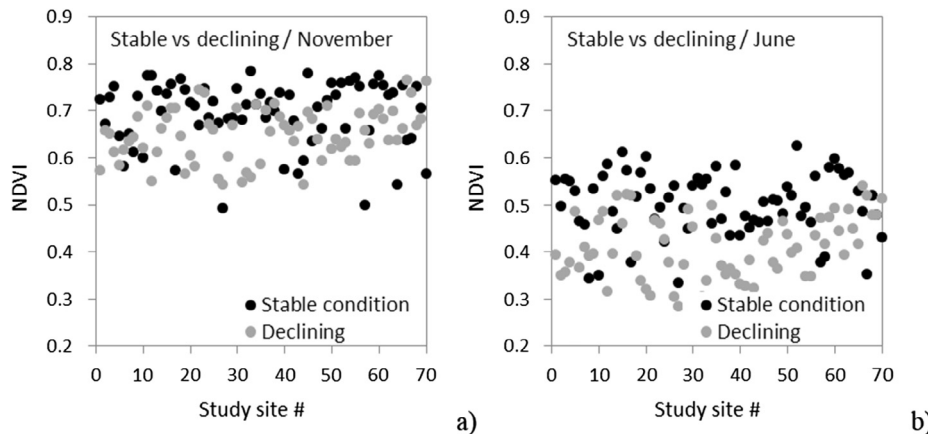 Stable vs declining / November
NDVI
0.9
0.8
0.7
0.6
0.5
0.4
0.3
0.2
Stable condition
Declining
0 10 20 30 40 50 60 70
Study site #
a)
Stable vs declining / June
NDVI
0.9
0.8
0.7
0.6
0.5
0.4
0.3
0.2
Stable condition
Declining
0 10 20 30 40 50 60 70
Study site #
b)